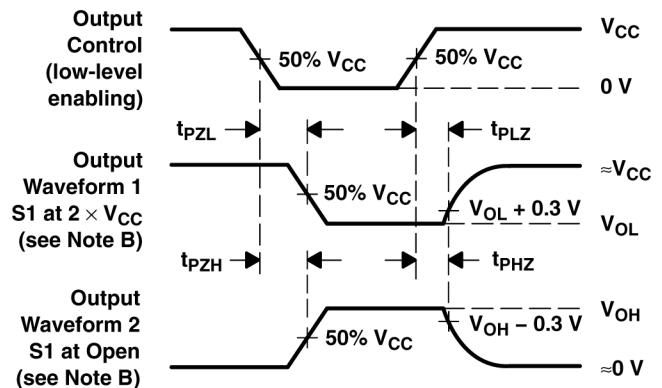 Output
Control
(low-level
enabling)
50% VCC
50% VCC
VCC
0 V
tPZL
tPLZ
Output
Waveform 1
S1 at 2 × VCC
(see Note B)
50% VCC
VOL + 0.3 V
≈VCC
VOL
tPZH
tPHZ
Output
Waveform 2
S1 at Open
(see Note B)
50% VCC
VOH − 0.3 V
VOH
≈0 V